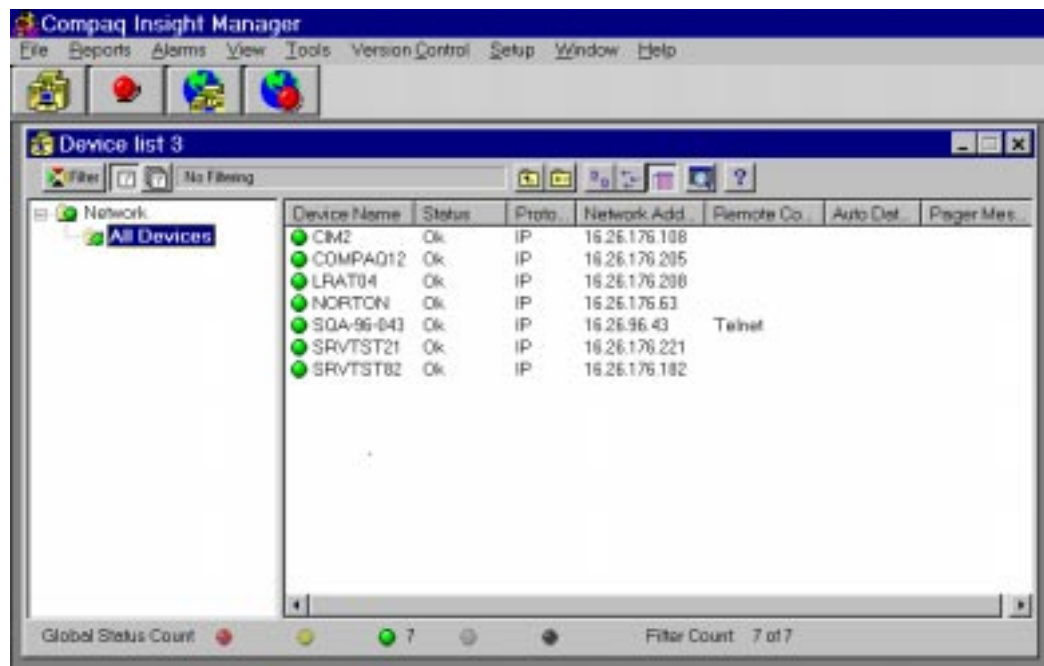 Compaq Insight Manager
File Reports Alarms View Tools Version Control Setup Window Help
Device list 3
Filter No Filtering
Network
All Devices
Device Name Status Proto... Network Add... Remote Co... Auto Det... Pager Mes...
CIM2 Ok IP 16.26.176.108
COMPAQ12 Ok IP 16.26.176.205
LRAT04 Ok IP 16.26.176.208
NORTON Ok IP 16.26.176.63
SQA-96-043 Ok IP 16.26.96.43 Telnet
SRVTST21 Ok IP 16.26.176.221
SRVTST82 Ok IP 16.26.176.182
Global Status Count 7 Filter Count 7 of 7